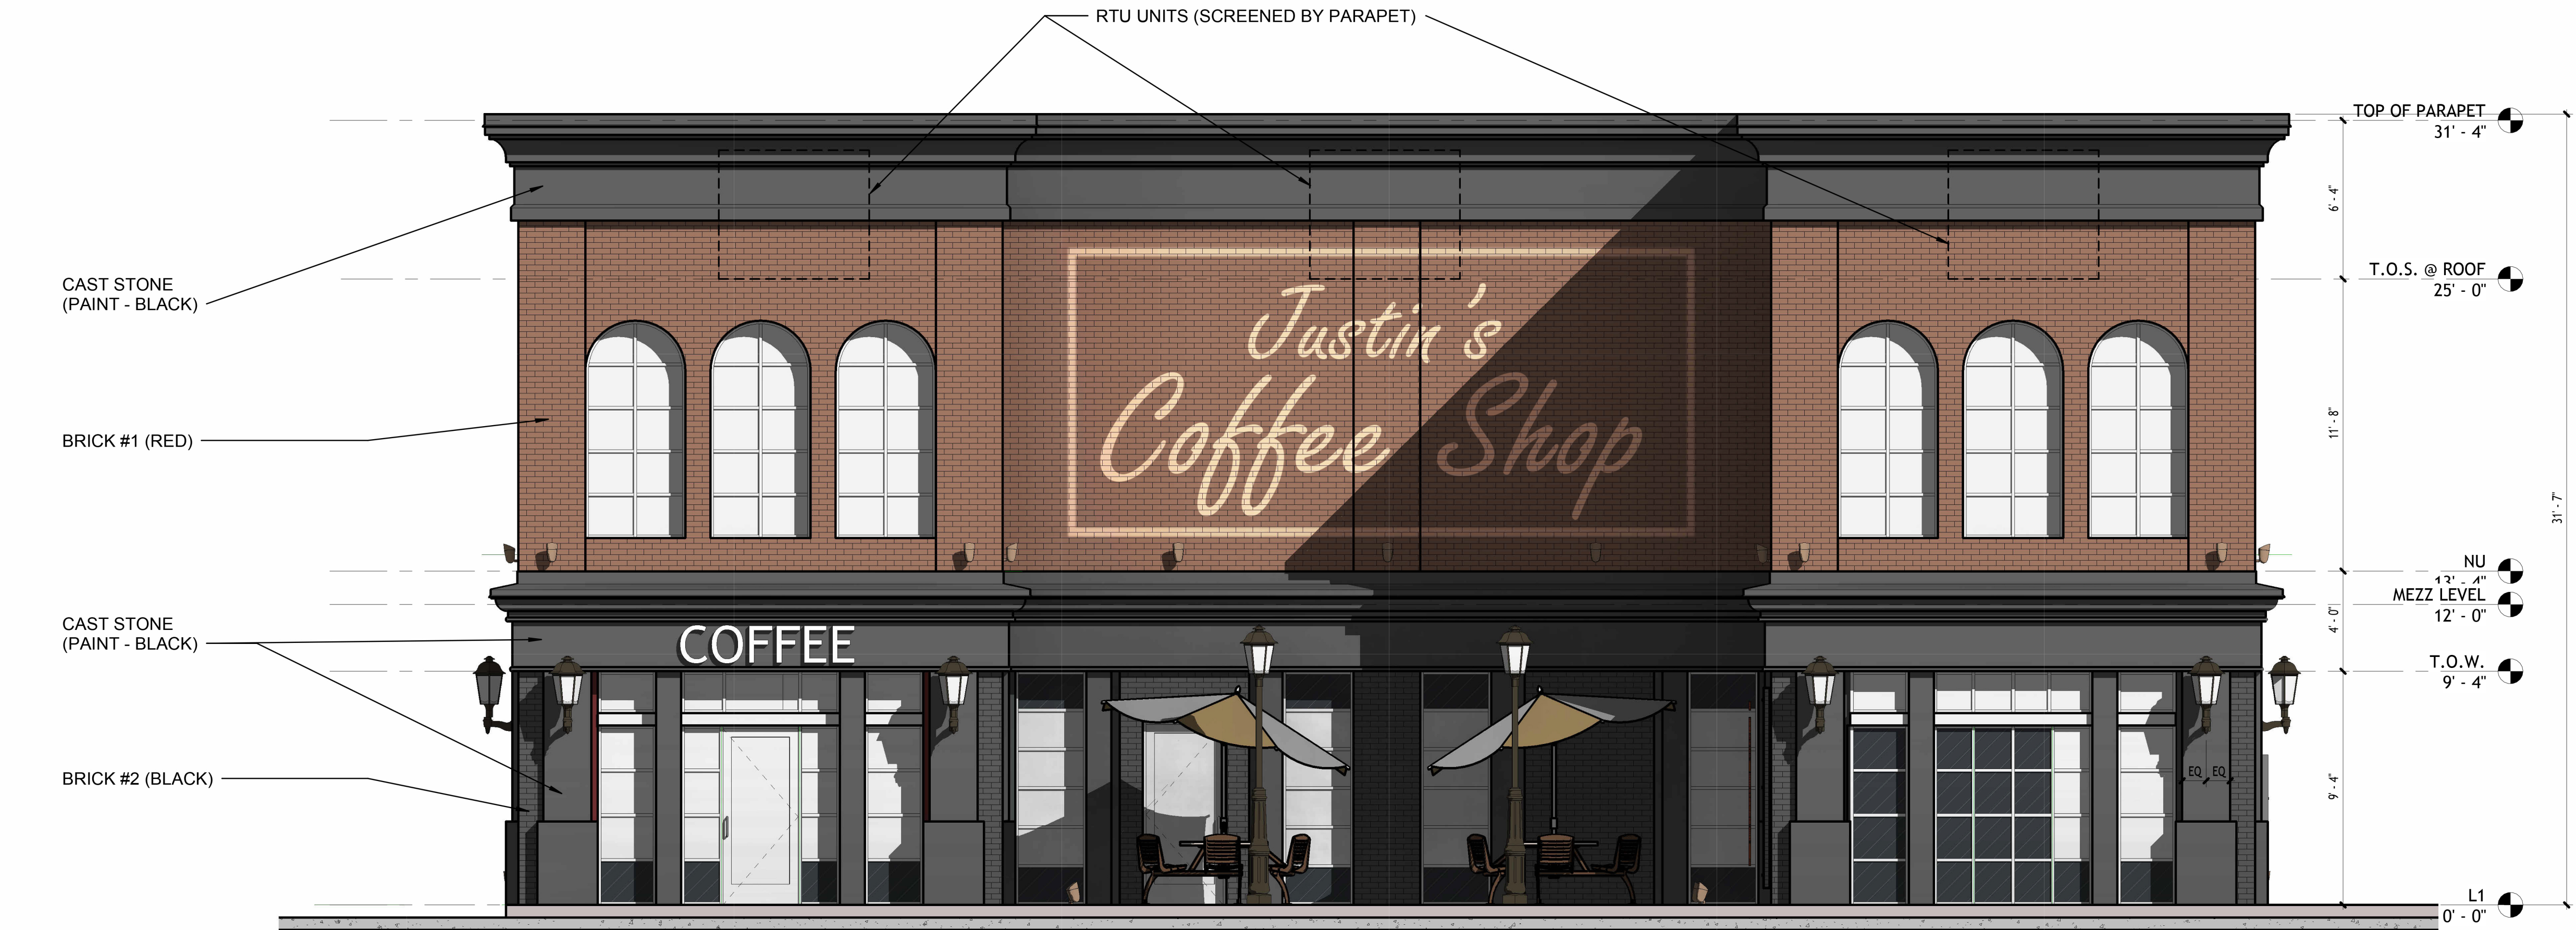 RTU UNITS (SCREENED BY PARAPET)
TOP OF PARAPET
31' - 4"
6' - 4"
CAST STONE
(PAINT - BLACK)
T.O.S. @ ROOF
25' - 0"
Justin's
Coffee Shop
BRICK #1 (RED)
11' - 8"
31' - 7"
NU
13' - 4"
MEZZ LEVEL
12' - 0"
CAST STONE
(PAINT - BLACK)
COFFEE
4' - 0"
T.O.W.
9' - 4"
BRICK #2 (BLACK)
EQ EQ
9' - 4"
L1
0' - 0"